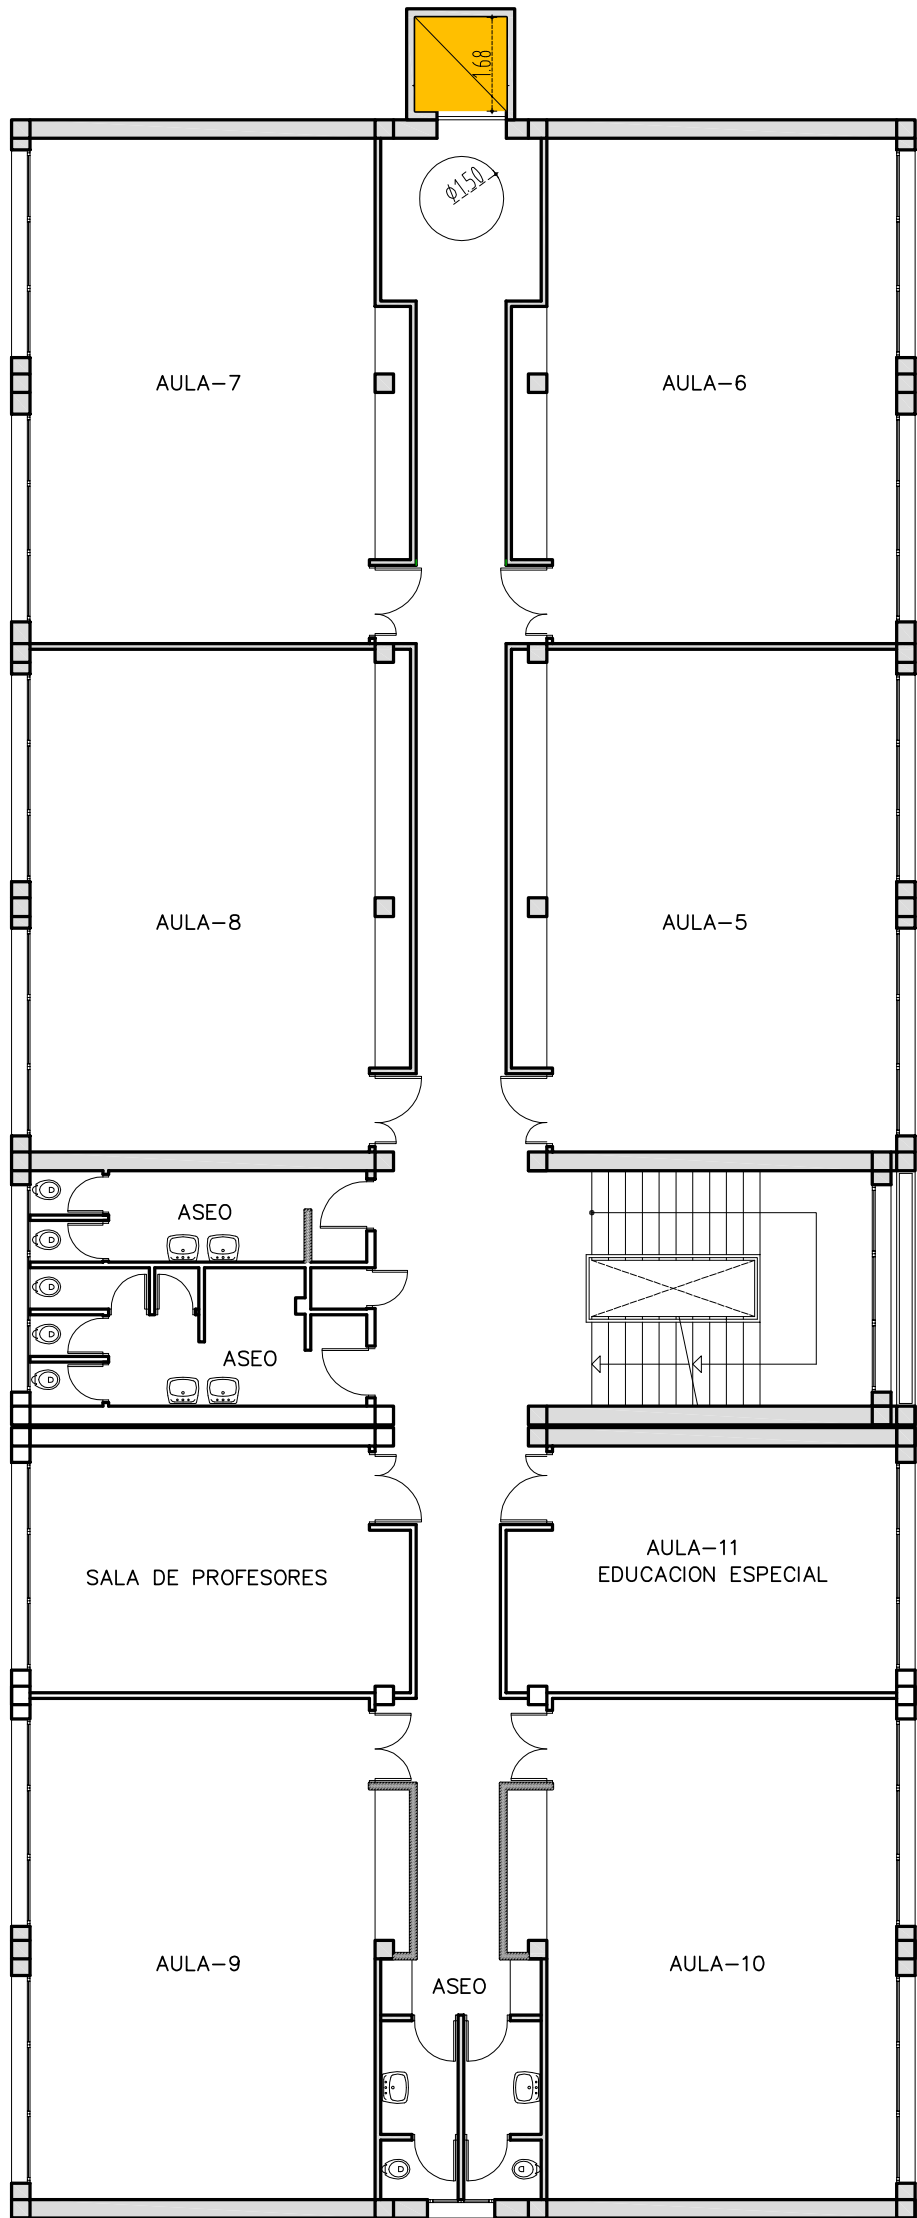 1.68
Ø1.50
AULA-7
AULA-6
AULA-8
AULA-5
ASEO
ASEO
AULA-11
EDUCACION ESPECIAL
SALA DE PROFESORES
AULA-9
AULA-10
ASEO